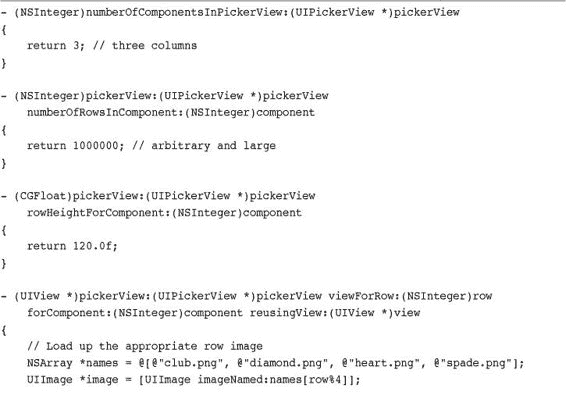 - (NSInteger)numberOfComponentsInPickerView:(UIPickerView *)pickerView
{
    return 3; // three columns
}
- (NSInteger)pickerView:(UIPickerView *)pickerView
    numberOfRowsInComponent:(NSInteger)component
{
    return 1000000; // arbitrary and large
}
- (CGFloat)pickerView:(UIPickerView *)pickerView
    rowHeightForComponent:(NSInteger)component
{
    return 120.0f;
}
- (UIView *)pickerView:(UIPickerView *)pickerView viewForRow:(NSInteger)row
    forComponent:(NSInteger)component reusingView:(UIView *)view
{
    // Load up the appropriate row image
    NSArray *names = @[@"club.png", @"diamond.png", @"heart.png", @"spade.png"];
    UIImage *image = [UIImage imageNamed:names[row%4]];